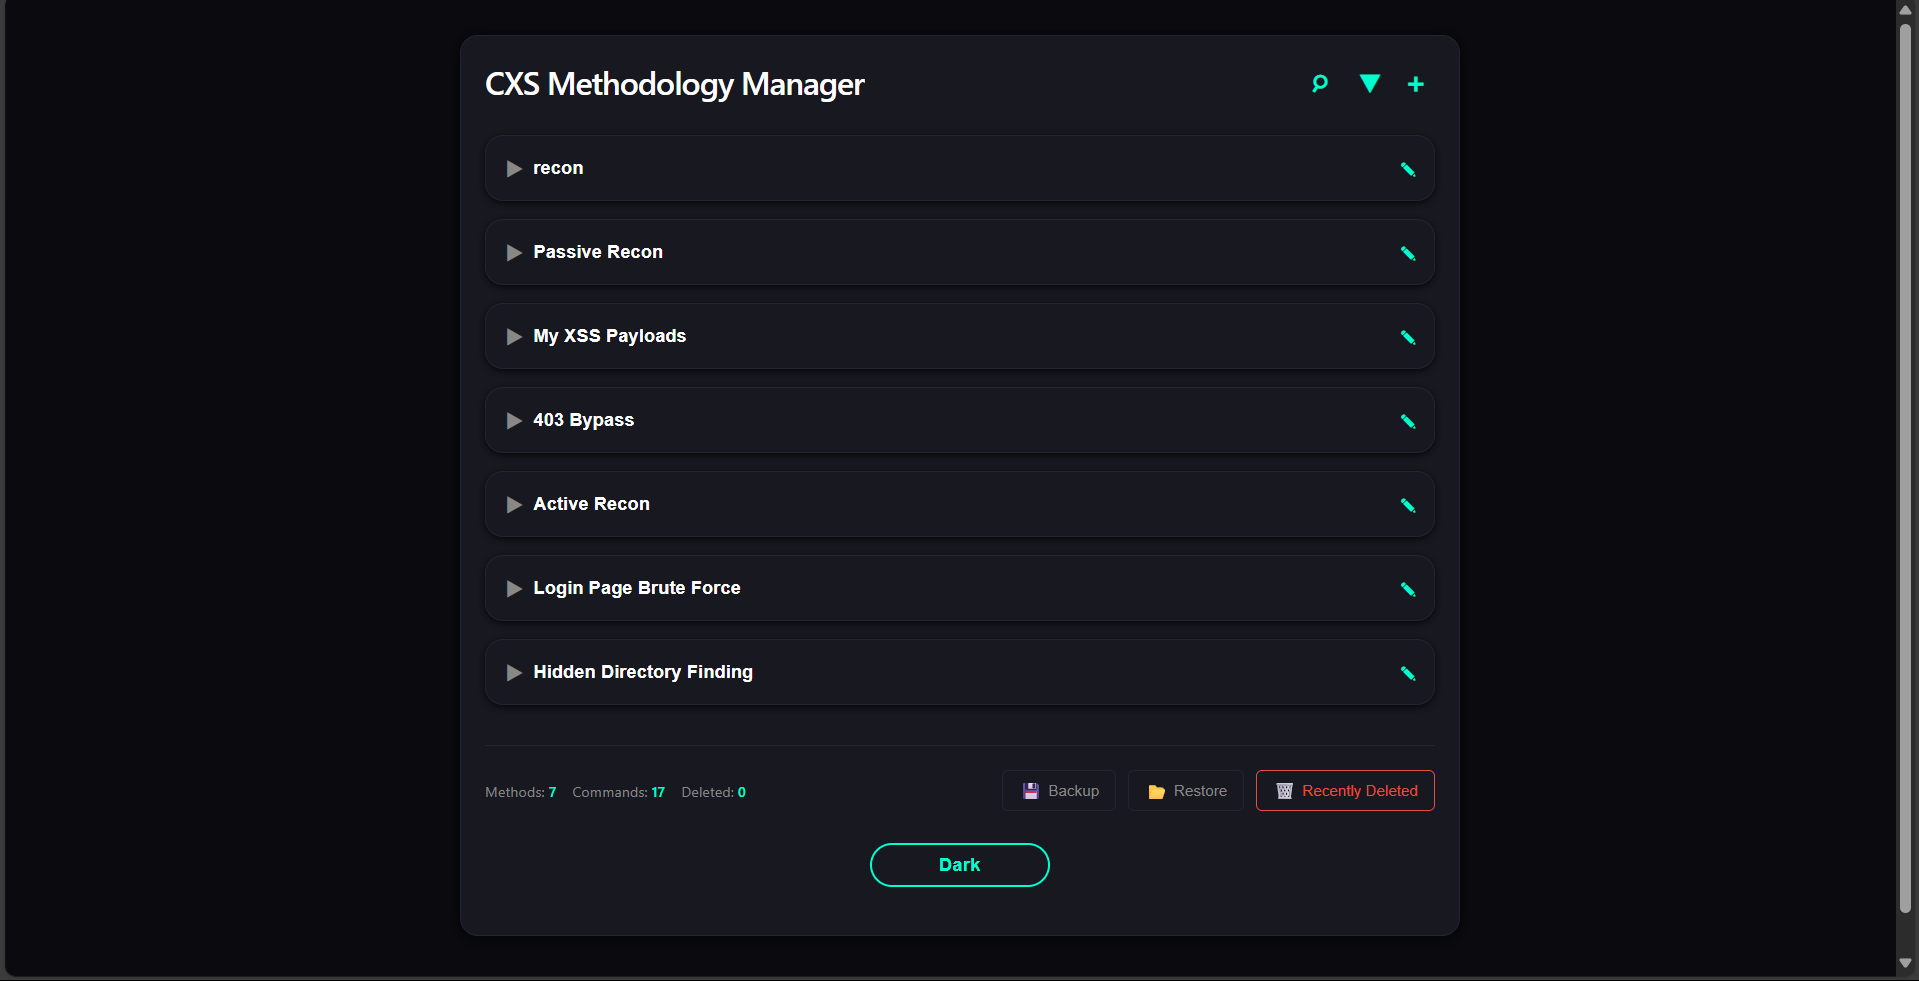 CXS Methodology Manager
recon
Passive Recon
My XSS Payloads
403 Bypass
Active Recon
Login Page Brute Force
Hidden Directory Finding
Methods: 7 Commands: 17 Deleted: 0 Backup Restore Recently Deleted
Dark